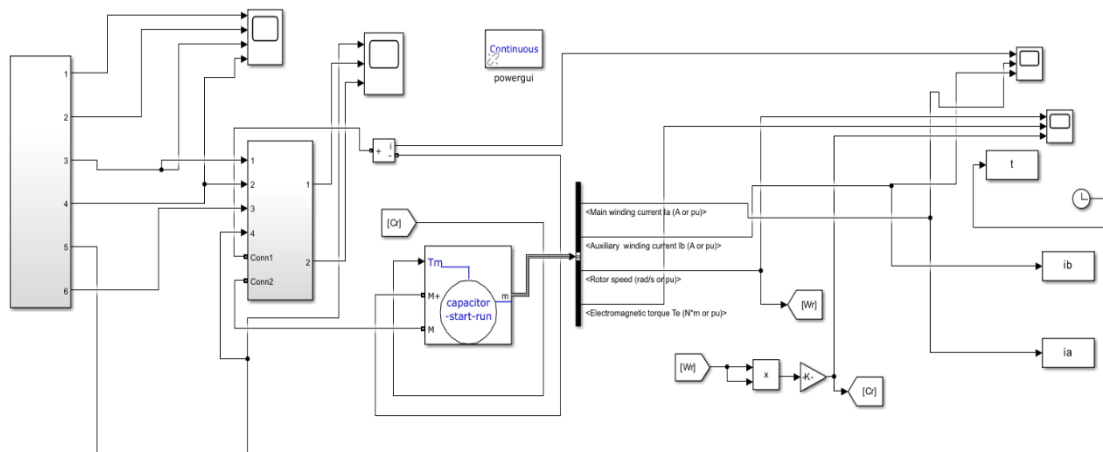 Continuous
powergui
1
2
3
4
5
6
1
2
3
4
Conn1
Conn2
1
2
+
i
-
[Cr]
Tm
M+
M
m
capacitor
-start-run
<Main winding current Ia (A or pu)>
<Auxiliary winding current Ib (A or pu)>
<Rotor speed (rad/s or pu)>
<Electromagnetic torque Te (N*m or pu)>
[Wr]
[Wr]
x
-K-
[Cr]
t
ib
ia